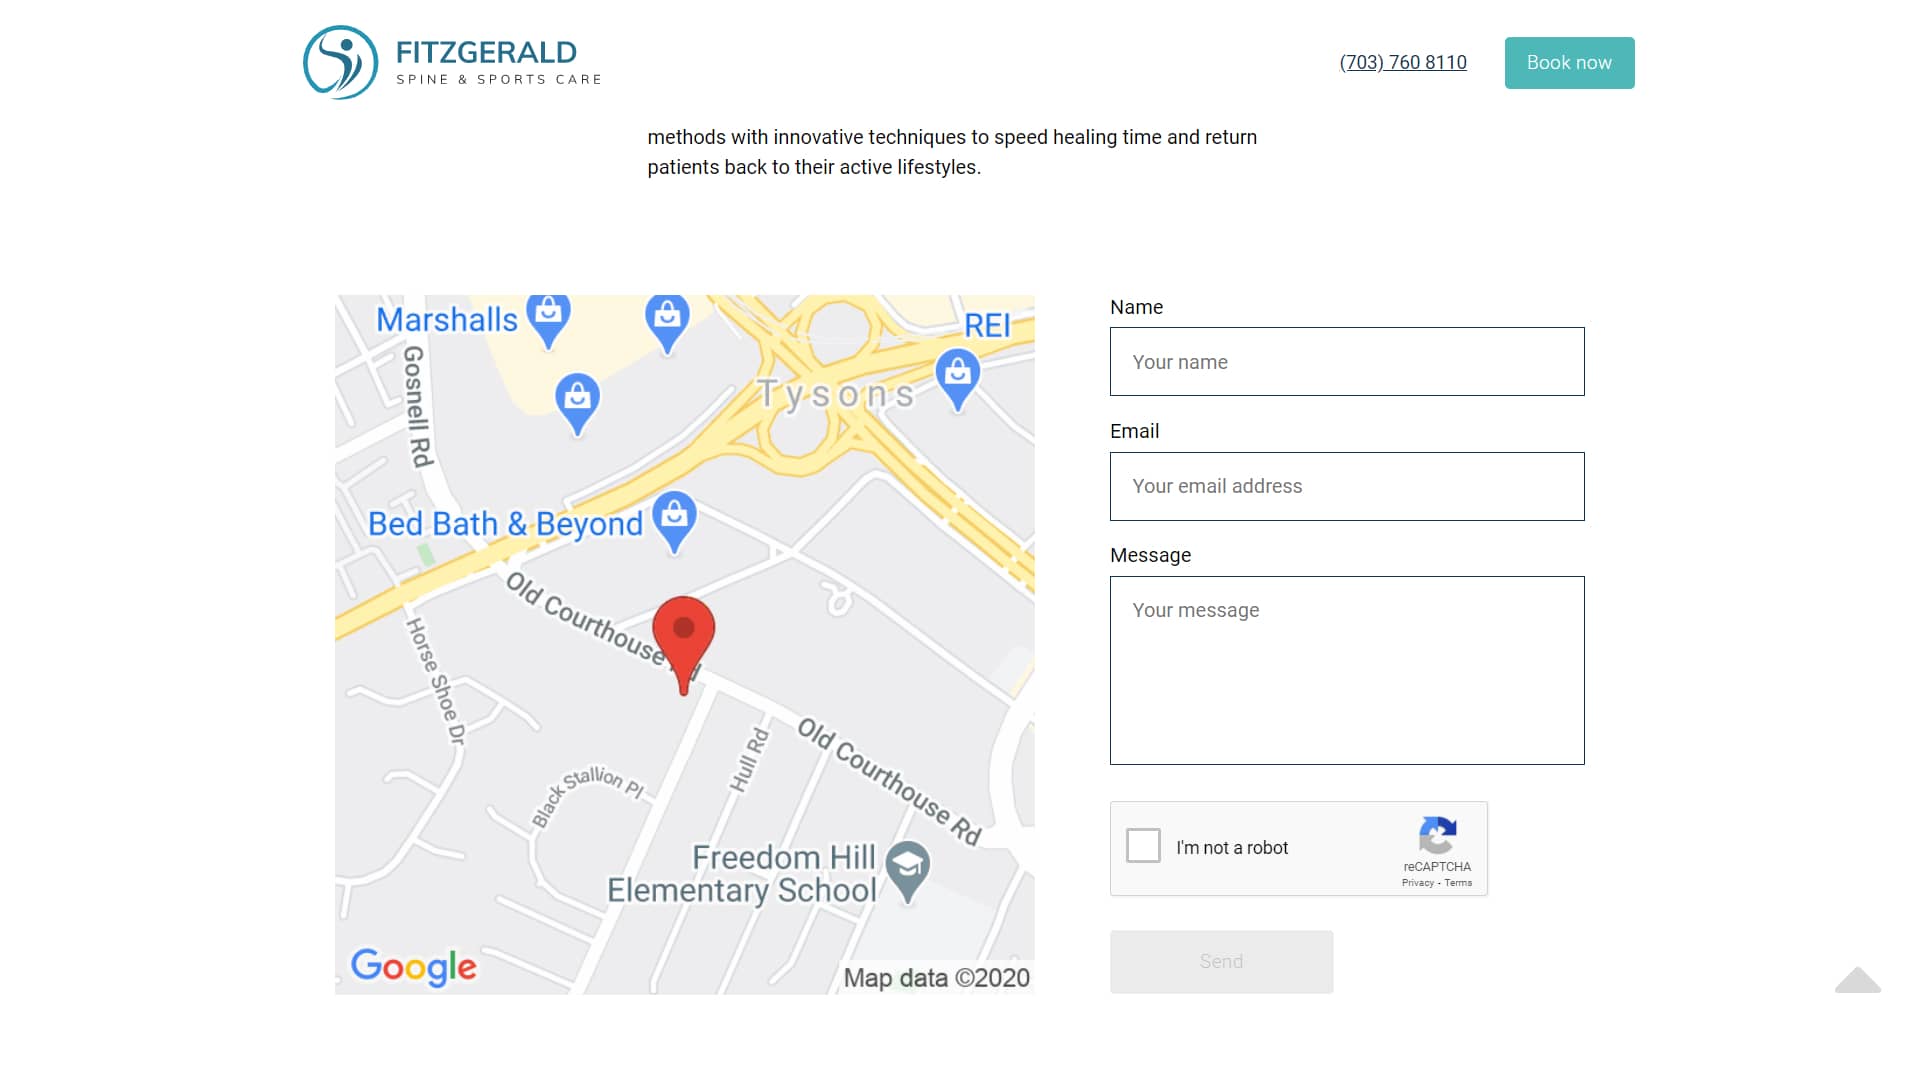 FITZGERALD
SPINE & SPORTS CARE
(703) 760 8110
Book now
methods with innovative techniques to speed healing time and return
patients back to their active lifestyles.
Marshalls
REI
Gosnell Rd
Tysons
Bed Bath & Beyond
Old Courthouse Rd
Horse Shoe Dr
Hull Rd
Old Courthouse Rd
Black Stallion Pl
Freedom Hill
Elementary School
Google
Map data ©2020
Name
Your name
Email
Your email address
Message
Your message
I'm not a robot
reCAPTCHA
Privacy - Terms
Send